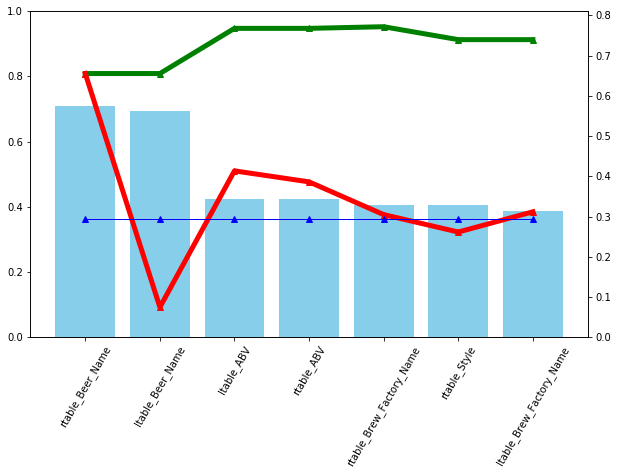 1.0
0.8
0.6
0.4
0.2
0.0
0.8
0.7
0.6
0.5
0.4
0.3
0.2
0.1
0.0
rtable_Beer_Name
ltable_Beer_Name
ltable_ABV
rtable_ABV
rtable_Brew_Factory_Name
rtable_Style
ltable_Brew_Factory_Name